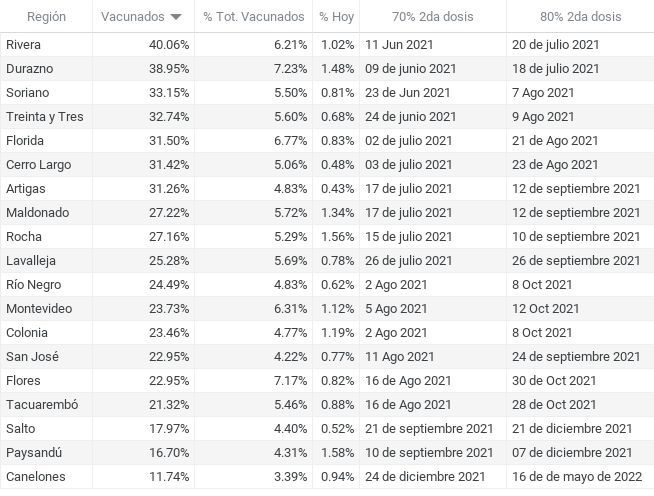 Región Vacunados % Tot. Vacunados % Hoy 70% 2da dosis 80% 2da dosis
Rivera 40.06% 6.21% 1.02% 11 Jun 2021 20 de julio 2021
Durazno 38.95% 7.23% 1.48% 09 de junio 2021 18 de julio 2021
Soriano 33.15% 5.50% 0.81% 23 de Jun 2021 7 Ago 2021
Treinta y Tres 32.74% 5.60% 0.68% 24 de junio 2021 9 Ago 2021
Florida 31.50% 6.77% 0.83% 02 de julio 2021 21 de Ago 2021
Cerro Largo 31.42% 5.06% 0.48% 03 de julio 2021 23 de Ago 2021
Artigas 31.26% 4.83% 0.43% 17 de julio 2021 12 de septiembre 2021
Maldonado 27.22% 5.72% 1.34% 17 de julio 2021 12 de septiembre 2021
Rocha 27.16% 5.29% 1.56% 15 de julio 2021 10 de septiembre 2021
Lavalleja 25.28% 5.69% 0.78% 26 de julio 2021 26 de septiembre 2021
Río Negro 24.49% 4.83% 0.62% 2 Ago 2021 8 Oct 2021
Montevideo 23.73% 6.31% 1.12% 5 Ago 2021 12 Oct 2021
Colonia 23.46% 4.77% 1.19% 2 Ago 2021 8 Oct 2021
San José 22.95% 4.22% 0.77% 11 Ago 2021 24 de septiembre 2021
Flores 22.95% 7.17% 0.82% 16 de Ago 2021 30 de Oct 2021
Tacuarembó 21.32% 5.46% 0.88% 16 de Ago 2021 28 de Oct 2021
Salto 17.97% 4.40% 0.52% 21 de septiembre 2021 21 de diciembre 2021
Paysandú 16.70% 4.31% 1.58% 10 de septiembre 2021 07 de diciembre 2021
Canelones 11.74% 3.39% 0.94% 24 de diciembre 2021 16 de de mayo de 2022